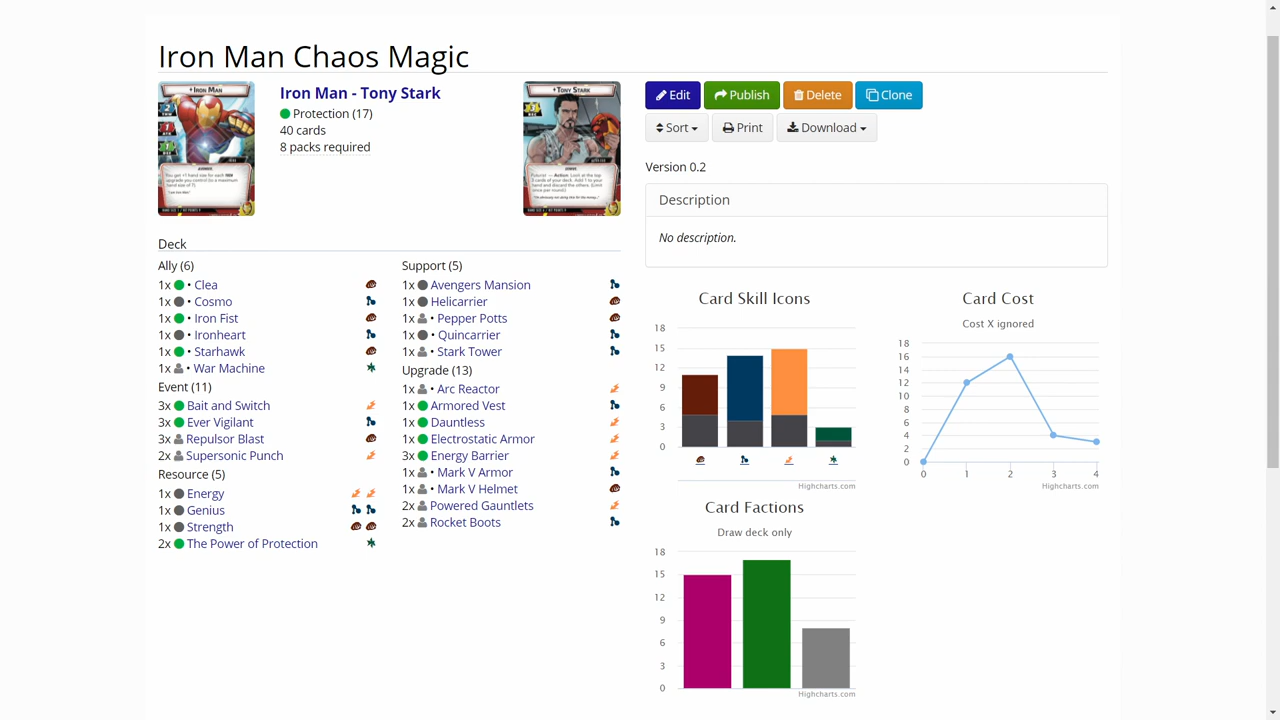 Iron Man Chaos Magic
Iron Man - Tony Stark
Protection (17)
40 cards
8 packs required
IRON MAN
TONY STARK
Edit
Publish
Delete
Clone
Sort
Print
Download
Version 0.2
Description
No description.
Deck
Ally (6)
1x • Clea
1x • Cosmo
1x • Iron Fist
1x • Ironheart
1x • Starhawk
1x • War Machine
Event (11)
3x Bait and Switch
3x Ever Vigilant
3x Repulsor Blast
2x Supersonic Punch
Resource (5)
1x Energy
1x Genius
1x Strength
2x The Power of Protection
Support (5)
1x Avengers Mansion
1x Helicarrier
1x • Pepper Potts
1x • Quincarrier
1x • Stark Tower
Upgrade (13)
1x • Arc Reactor
1x Armored Vest
1x Dauntless
1x Electrostatic Armor
3x Energy Barrier
1x • Mark V Armor
1x • Mark V Helmet
2x Powered Gauntlets
2x Rocket Boots
Card Skill Icons
18
15
12
9
6
3
0
Highcharts.com
Card Cost
Cost X ignored
18
16
14
12
10
8
6
4
2
0
0 1 2 3 4
Highcharts.com
Card Factions
Draw deck only
18
15
12
9
6
3
0
Highcharts.com